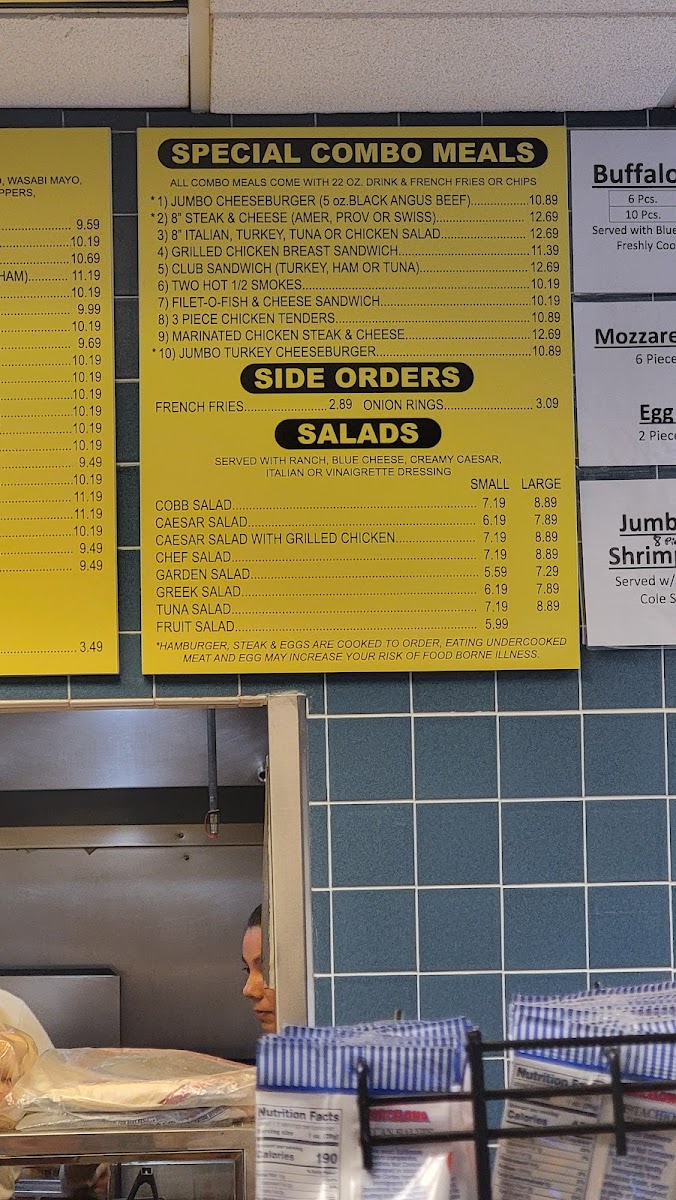 WASABI MAYO,
9.59
10.19
10.69
HAM) 11.19
10.19
9.99
10.19
9.69
10.19
10.19
10.19
10.19
10.19
10.19
9.49
10.19
11.19
11.19
10.19
9.49
9.49
3.49
SPECIAL COMBO MEALS
ALL COMBO MEALS COME WITH 22 OZ. DRINK & FRENCH FRIES OR CHIPS
*1) JUMBO CHEESEBURGER (5 oz.BLACK ANGUS BEEF) 10.89
*2) 8" STEAK & CHEESE (AMER, PROV OR SWISS) 12.69
3) 8" ITALIAN, TURKEY, TUNA OR CHICKEN SALAD 12.69
4) GRILLED CHICKEN BREAST SANDWICH 11.39
5) CLUB SANDWICH (TURKEY, HAM OR TUNA) 12.69
6) TWO HOT 1/2 SMOKES 10.19
7) FILET-O-FISH & CHEESE SANDWICH 10.19
8) 3 PIECE CHICKEN TENDERS 10.89
9) MARINATED CHICKEN STEAK & CHEESE 12.69
*10) JUMBO TURKEY CHEESEBURGER 10.89
SIDE ORDERS
FRENCH FRIES 2.89 ONION RINGS 3.09
SALADS
SERVED WITH RANCH, BLUE CHEESE, CREAMY CAESAR,
ITALIAN OR VINAIGRETTE DRESSING
SMALL LARGE
COBB SALAD 7.19 8.89
CAESAR SALAD 6.19 7.89
CAESAR SALAD WITH GRILLED CHICKEN 7.19 8.89
CHEF SALAD 7.19 8.89
GARDEN SALAD 5.59 7.29
GREEK SALAD 6.19 7.89
TUNA SALAD 7.19 8.89
FRUIT SALAD 5.99
*HAMBURGER, STEAK & EGGS ARE COOKED TO ORDER, EATING UNDERCOOKED
MEAT AND EGG MAY INCREASE YOUR RISK OF FOOD BORNE ILLNESS.
Buffalo
6 Pcs.
10 Pcs.
Served with Blue
Freshly Coo
Mozzare
6 Piece
Egg
2 Piece
Jumb
Shrim
Served w/
Cole S
Nutrition Facts
Calories 190
Nutrition
Calories